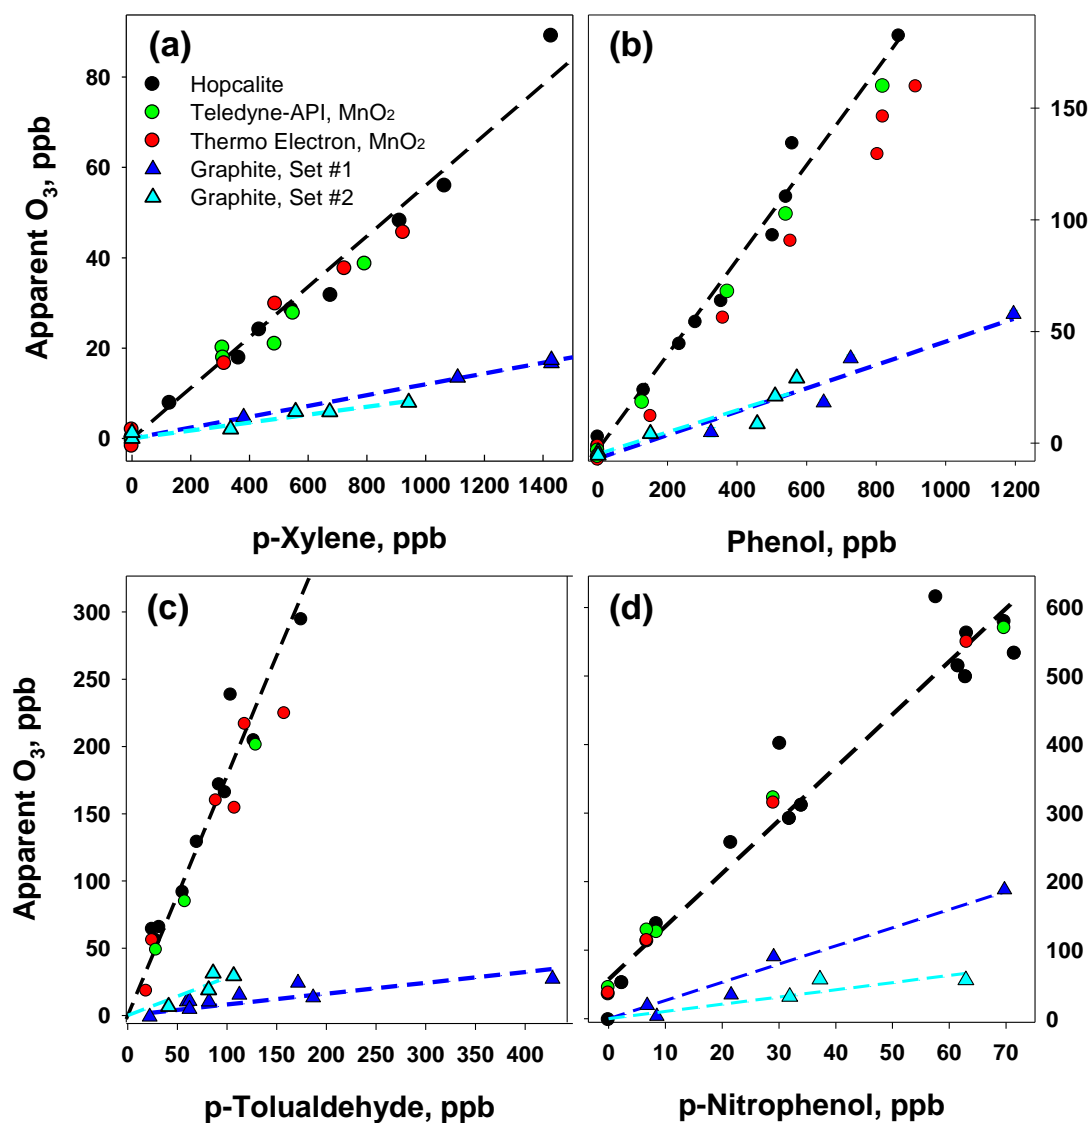 (a)
Hopcalite
Teledyne-API, MnO2
Thermo Electron, MnO2
Graphite, Set #1
Graphite, Set #2
Apparent O3, ppb
80
60
40
20
0
0 200 400 600 800 1000 1200 1400
p-Xylene, ppb
(b)
150
100
50
0
0 200 400 600 800 1000 1200
Phenol, ppb
(c)
Apparent O3, ppb
300
250
200
150
100
50
0
0 50 100 150 200 250 300 350 400
p-Tolualdehyde, ppb
(d)
600
500
400
300
200
100
0
0 10 20 30 40 50 60 70
p-Nitrophenol, ppb